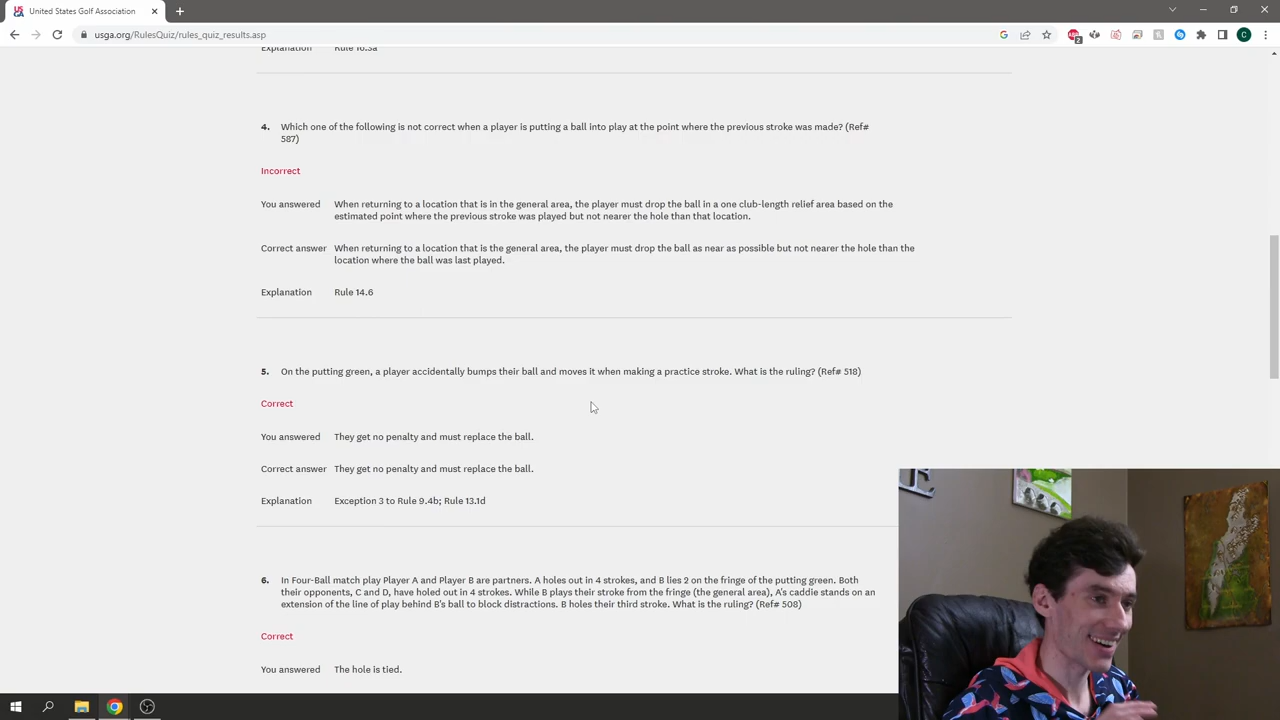 United States Golf Association
usga.org/RulesQuiz/rules_quiz_results.asp
Explanation Rule 16.3a
4. Which one of the following is not correct when a player is putting a ball into play at the point where the previous stroke was made? (Ref#
587)
Incorrect
You answered When returning to a location that is in the general area, the player must drop the ball in a one club-length relief area based on the
estimated point where the previous stroke was played but not nearer the hole than that location.
Correct answer When returning to a location that is the general area, the player must drop the ball as near as possible but not nearer the hole than the
location where the ball was last played.
Explanation Rule 14.6
5. On the putting green, a player accidentally bumps their ball and moves it when making a practice stroke. What is the ruling? (Ref# 518)
Correct
You answered They get no penalty and must replace the ball.
Correct answer They get no penalty and must replace the ball.
Explanation Exception 3 to Rule 9.4b; Rule 13.1d
6. In Four-Ball match play Player A and Player B are partners. A holes out in 4 strokes, and B lies 2 on the fringe of the putting green. Both
their opponents, C and D, have holed out in 4 strokes. While B plays their stroke from the fringe (the general area), A's caddie stands on an
extension of the line of play behind B's ball to block distractions. B holes their third stroke. What is the ruling? (Ref# 508)
Correct
You answered The hole is tied.